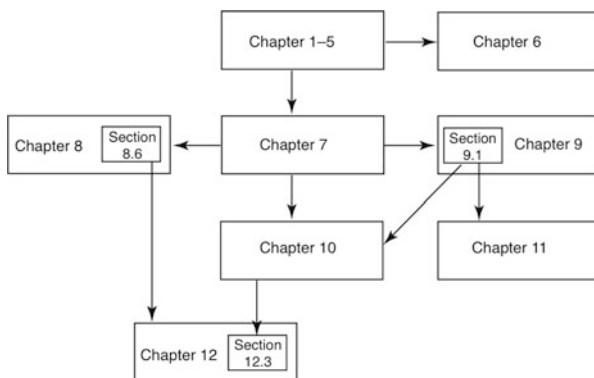 Chapter 1–5
Chapter 6
Chapter 8
Section
8.6
Chapter 7
Section
9.1
Chapter 9
Chapter 10
Chapter 11
Chapter 12
Section
12.3